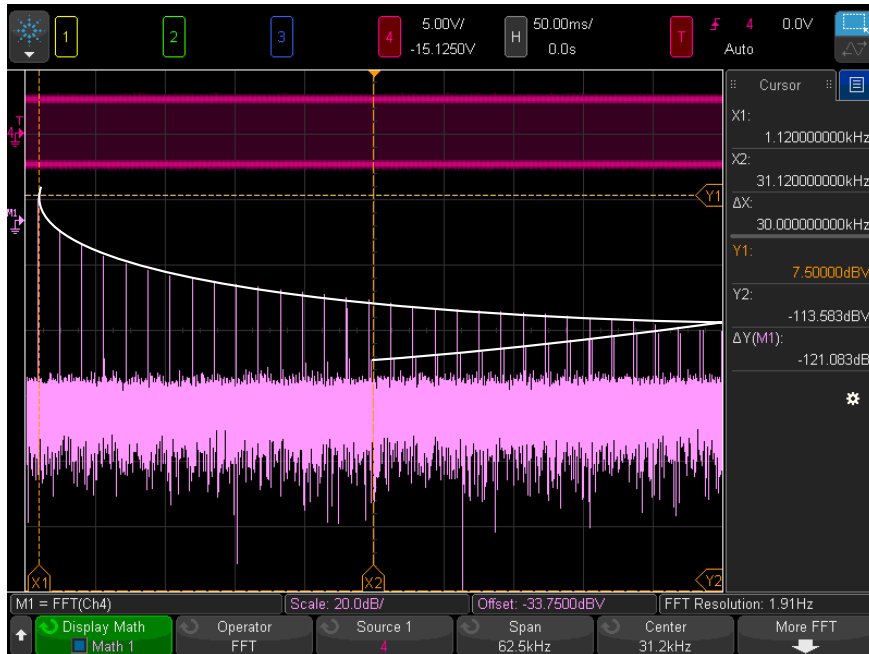 1 2 3 4 5.00V/ -15.1250V H 50.00ms/ 0.0s T 4 0.0V Auto
Cursor
X1:
1.120000000kHz
X2:
31.120000000kHz
ΔX:
30.000000000kHz
Y1:
7.50000dBV
Y2:
-113.583dBV
ΔY(M1):
-121.083dB
T
4
M1
Y1
X1 X2 Y2
M1 = FFT(Ch4) Scale: 20.0dB/ Offset: -33.7500dBV FFT Resolution: 1.91Hz
Display Math Operator Source 1 Span Center More FFT
Math 1 FFT 4 62.5kHz 31.2kHz